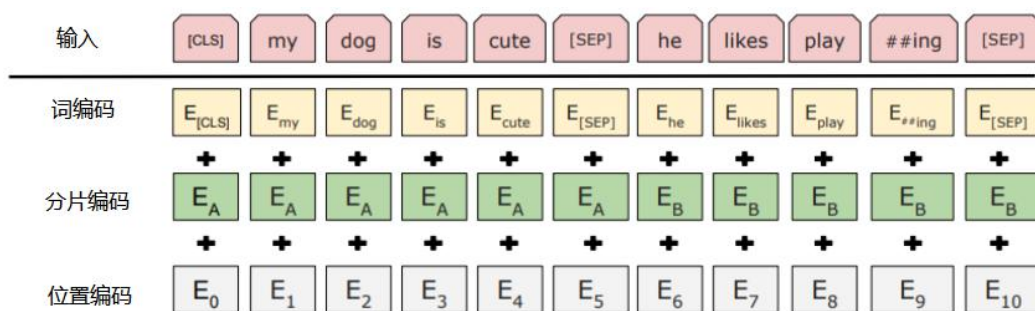 输入 [CLS] my dog is cute [SEP] he likes play ##ing [SEP]
词编码 E[CLS] Emy Edog Eis Ecute E[SEP] Ehe Elikes Eplay E##ing E[SEP]
+ + + + + + + + + + +
分片编码 EA EA EA EA EA EA EB EB EB EB EB
+ + + + + + + + + + +
位置编码 E0 E1 E2 E3 E4 E5 E6 E7 E8 E9 E10